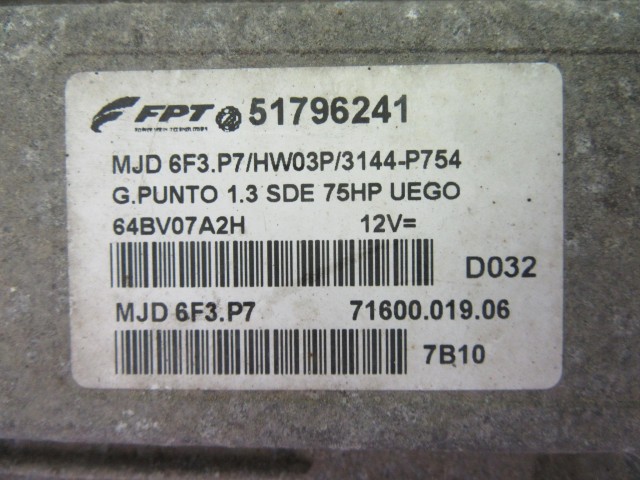 FPT 51796241
MJD 6F3.P7/HW03P/3144-P754
G.PUNTO 1.3 SDE 75HP UEGO
64BV07A2H 12V=
D032
MJD 6F3.P7 71600.019.06
7B10